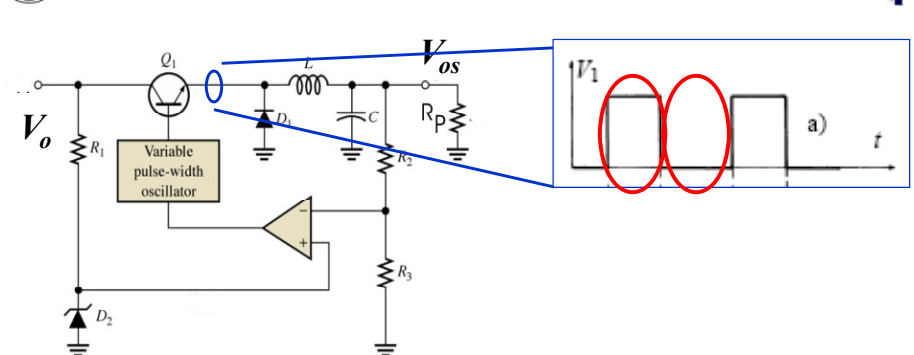 Q1
L
Vos
Vo
R1
D1
C
RP
R2
Variable
pulse-width
oscillator
−
+
R3
D2
V1
a)
t